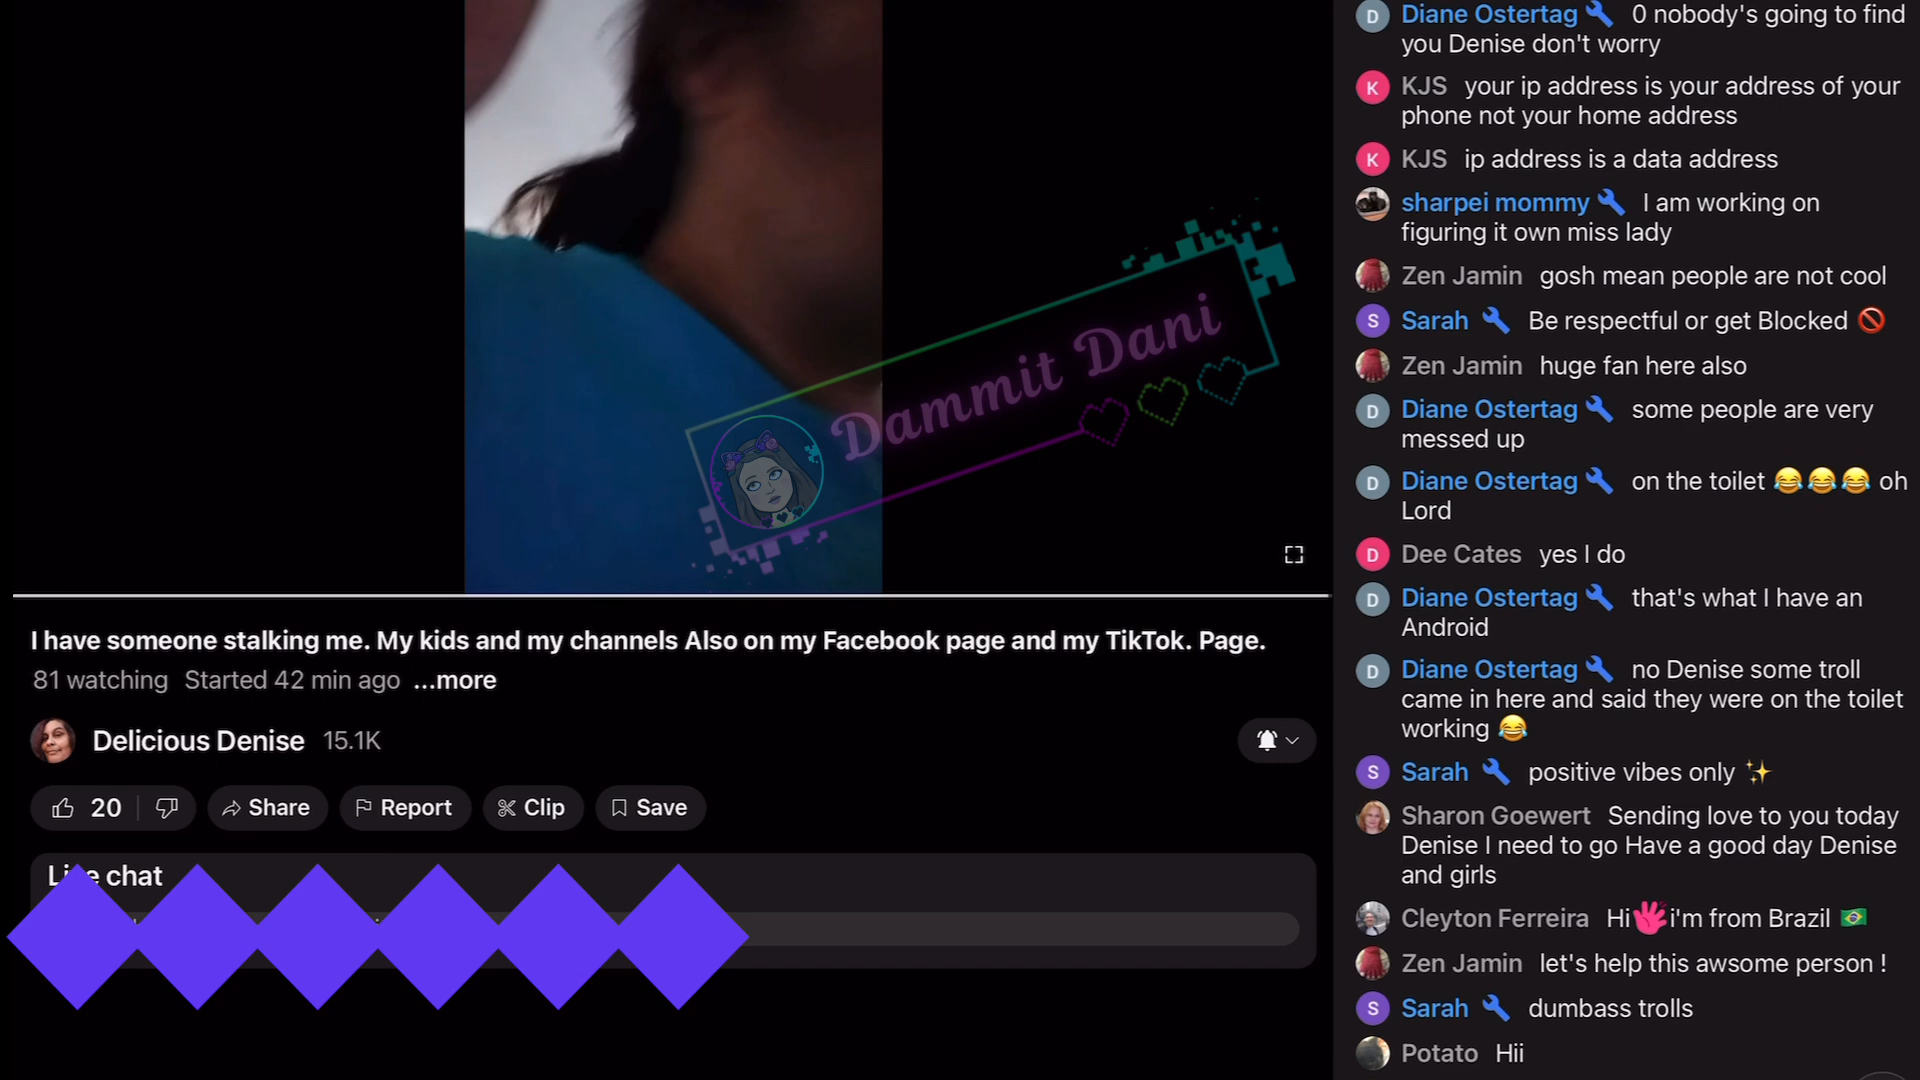 Dammit Dani
I have someone stalking me. My kids and my channels Also on my Facebook page and my TikTok. Page.
81 watching Started 42 min ago ...more
Delicious Denise 15.1K
20 Share Report Clip Save
chat
D Diane Ostertag 0 nobody's going to find
you Denise don't worry
K KJS your ip address is your address of your
phone not your home address
K KJS ip address is a data address
sharpei mommy I am working on
figuring it own miss lady
Zen Jamin gosh mean people are not cool
S Sarah Be respectful or get Blocked 🚫
Zen Jamin huge fan here also
D Diane Ostertag some people are very
messed up
D Diane Ostertag on the toilet 😂😂😂 oh
Lord
D Dee Cates yes I do
D Diane Ostertag that's what I have an
Android
D Diane Ostertag no Denise some troll
came in here and said they were on the toilet
working 😂
S Sarah positive vibes only ✨
Sharon Goewert Sending love to you today
Denise I need to go Have a good day Denise
and girls
Cleyton Ferreira Hi👋i'm from Brazil 🇧🇷
Zen Jamin let's help this awsome person !
S Sarah dumbass trolls
Potato Hii